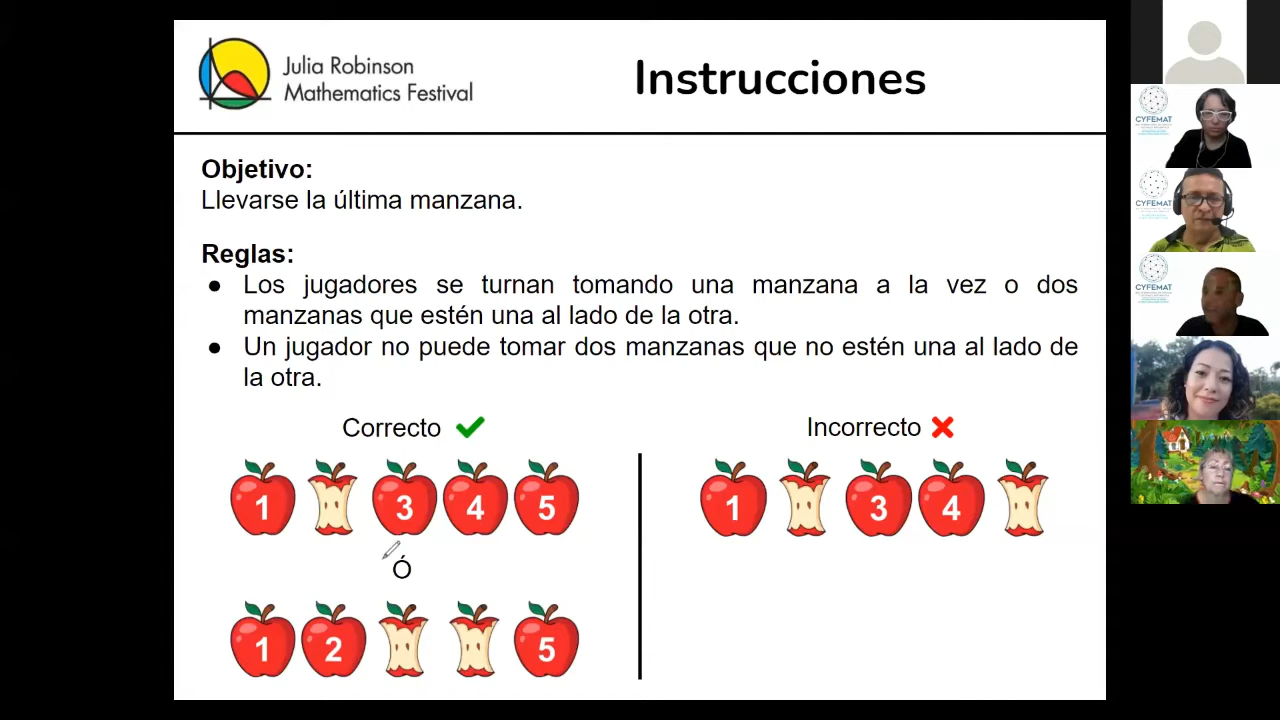 Julia Robinson
Mathematics Festival
Instrucciones
Objetivo:
Llevarse la última manzana.
Reglas:
● Los jugadores se turnan tomando una manzana a la vez o dos
manzanas que estén una al lado de la otra.
● Un jugador no puede tomar dos manzanas que no estén una al lado de
la otra.
Correcto
1 3 4 5
Ó
1 2 5
Incorrecto
1 3 4
CYFEMAT
CYFEMAT
CYFEMAT